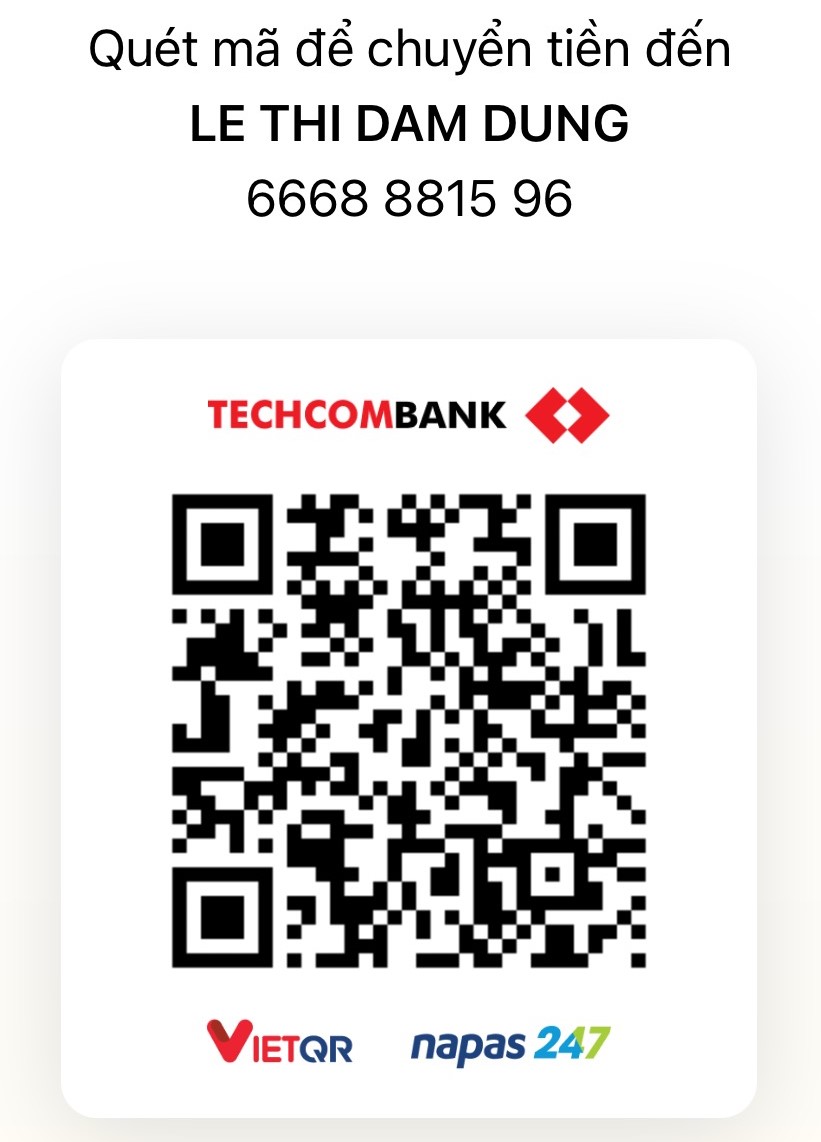 Quét mã để chuyển tiền đến
LE THI DAM DUNG
6668 8815 96
TECHCOMBANK
VIETQR
napas 247